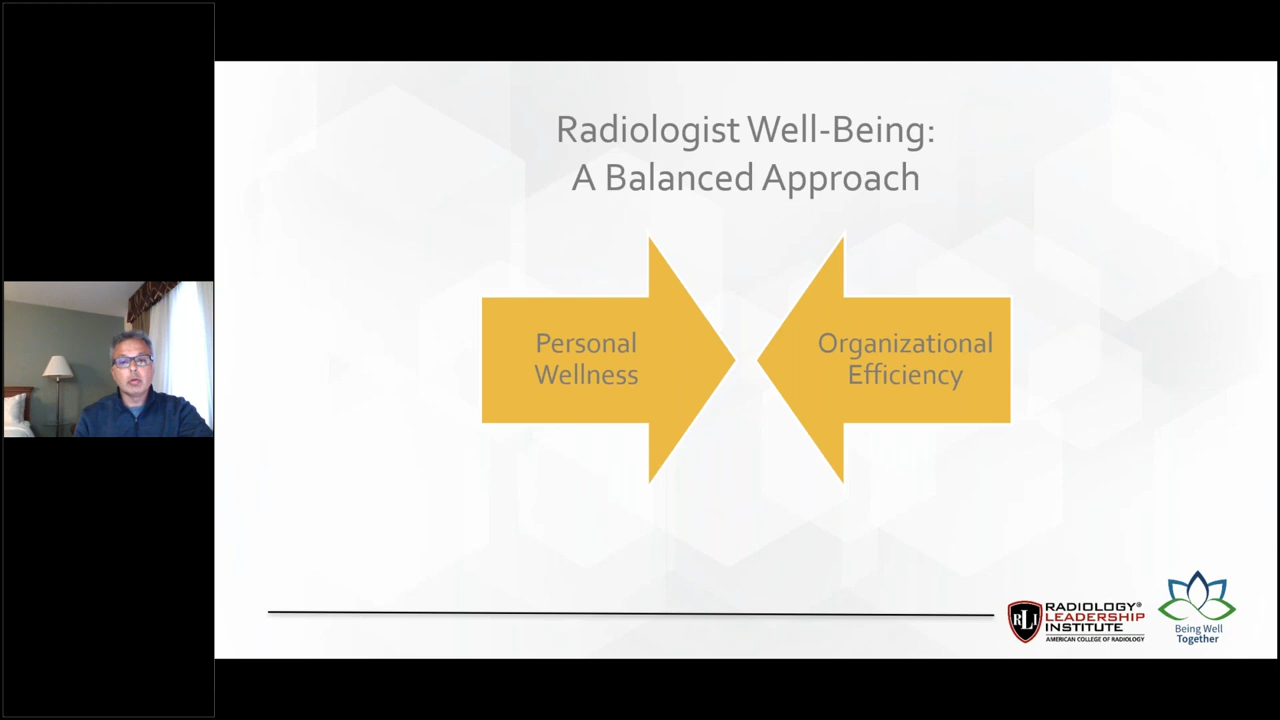 Radiologist Well-Being:
A Balanced Approach
Personal
Wellness
Organizational
Efficiency
RLI
RADIOLOGY®
LEADERSHIP
INSTITUTE
AMERICAN COLLEGE OF RADIOLOGY
Being Well
Together